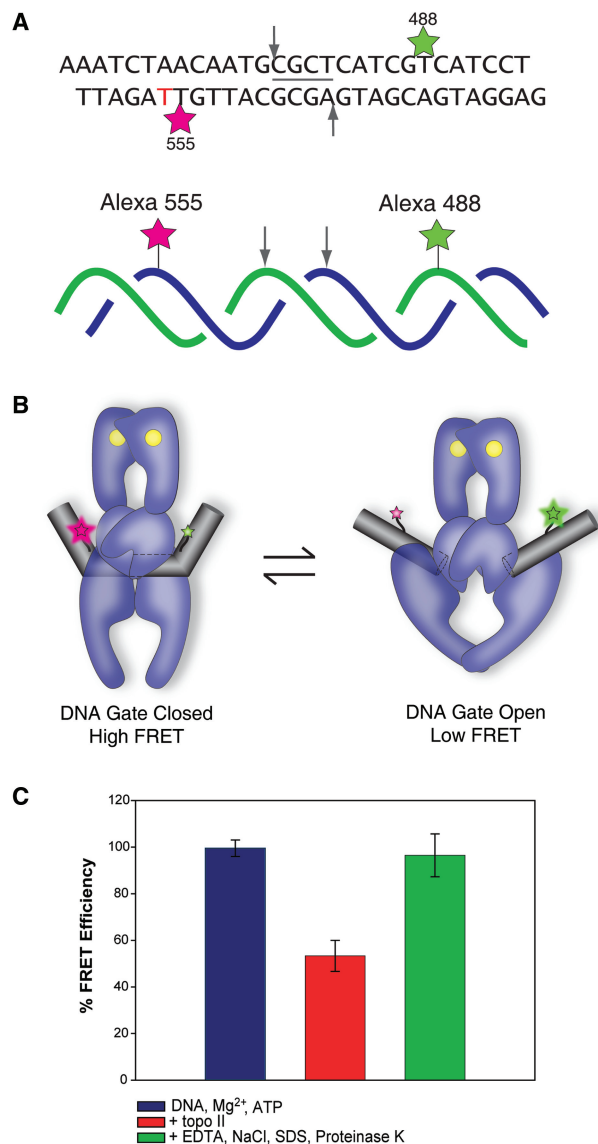 A
488
AAATCTAACAATGCGCTCATCGTCATCCT
TTAGATTGTTACGCGAGTAGCAGTAGGAG
555
Alexa 555
Alexa 488
B
DNA Gate Closed
High FRET
DNA Gate Open
Low FRET
C
120
100
80
60
40
20
0
% FRET Efficiency
DNA, Mg²⁺, ATP
+ topo II
+ EDTA, NaCl, SDS, Proteinase K